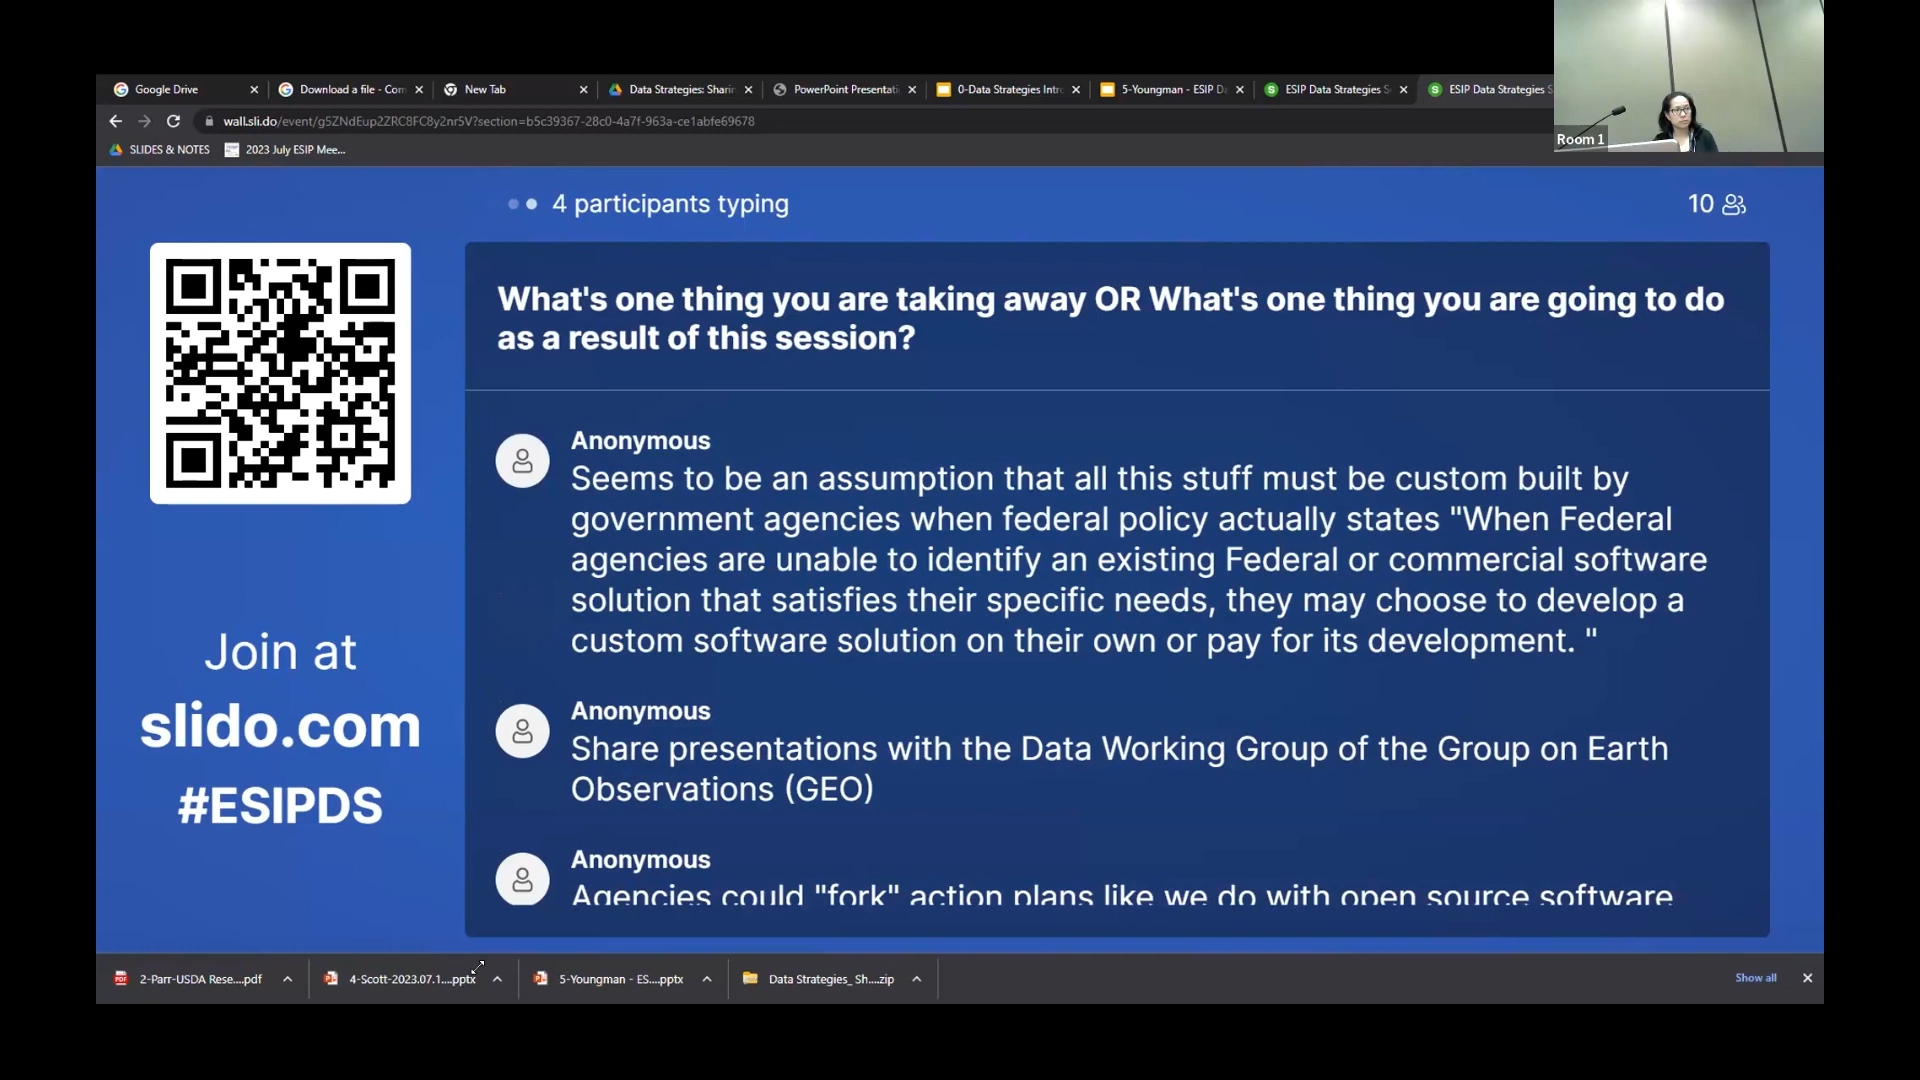 Google Drive
Download a file - Com
New Tab
Data Strategies: Sharin
PowerPoint Presentati
0-Data Strategies Intr
5-Youngman - ESIP D
ESIP Data Strategies S
ESIP Data Strategies S
wall.sli.do/event/g5ZNdEup2ZRC8FC8y2nr5V?section=b5c39367-28c0-4a7f-963a-ce1abfe69678
SLIDES & NOTES
2023 July ESIP Mee...
Room 1
4 participants typing
10
What's one thing you are taking away OR What's one thing you are going to do
as a result of this session?
Anonymous
Seems to be an assumption that all this stuff must be custom built by
government agencies when federal policy actually states "When Federal
agencies are unable to identify an existing Federal or commercial software
solution that satisfies their specific needs, they may choose to develop a
custom software solution on their own or pay for its development. "
Anonymous
Share presentations with the Data Working Group of the Group on Earth
Observations (GEO)
Anonymous
Agencies could "fork" action plans like we do with open source software
Join at
slido.com
#ESIPDS
2-Parr-USDA Rese....pdf
4-Scott-2023.07.1....pptx
5-Youngman - ES....pptx
Data Strategies_ Sh....zip
Show all